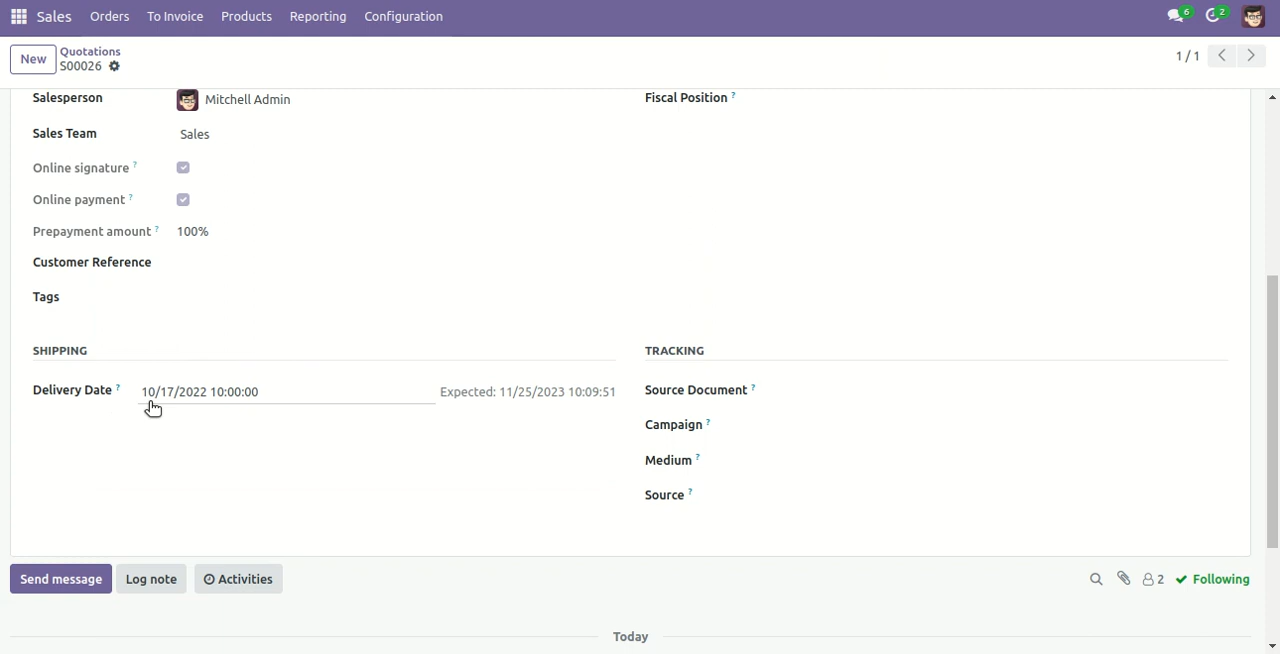 Sales Orders To Invoice Products Reporting Configuration 6 2
New Quotations 1 / 1
S00026
Salesperson Mitchell Admin Fiscal Position ?
Sales Team Sales
Online signature ?
Online payment ?
Prepayment amount ? 100%
Customer Reference
Tags
SHIPPING TRACKING
Delivery Date ? 10/17/2022 10:00:00 Expected: 11/25/2023 10:09:51 Source Document ?
Campaign ?
Medium ?
Source ?
Send message Log note Activities 2 Following
Today